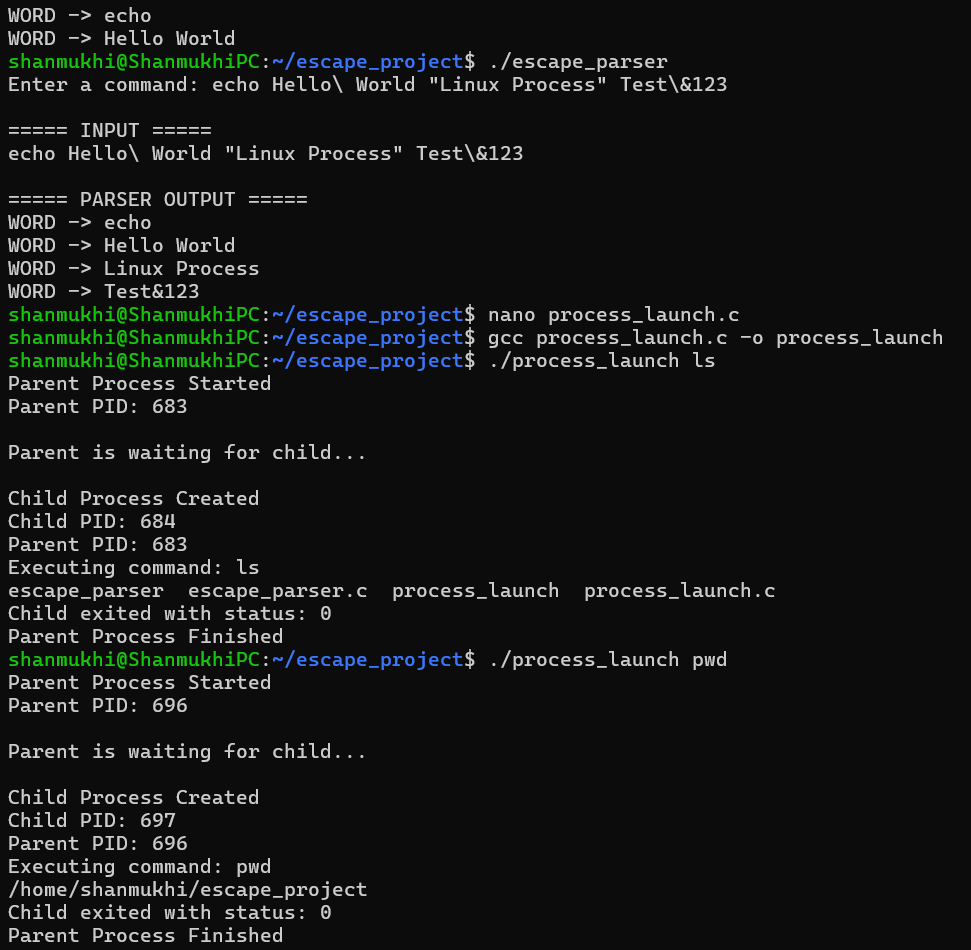 WORD -> echo
WORD -> Hello World
shanmukhi@ShanmukhiPC:~/escape_project$ ./escape_parser
Enter a command: echo Hello\ World "Linux Process" Test\&123
===== INPUT =====
echo Hello\ World "Linux Process" Test\&123
===== PARSER OUTPUT =====
WORD -> echo
WORD -> Hello World
WORD -> Linux Process
WORD -> Test&123
shanmukhi@ShanmukhiPC:~/escape_project$ nano process_launch.c
shanmukhi@ShanmukhiPC:~/escape_project$ gcc process_launch.c -o process_launch
shanmukhi@ShanmukhiPC:~/escape_project$ ./process_launch ls
Parent Process Started
Parent PID: 683
Parent is waiting for child...
Child Process Created
Child PID: 684
Parent PID: 683
Executing command: ls
escape_parser  escape_parser.c  process_launch  process_launch.c
Child exited with status: 0
Parent Process Finished
shanmukhi@ShanmukhiPC:~/escape_project$ ./process_launch pwd
Parent Process Started
Parent PID: 696
Parent is waiting for child...
Child Process Created
Child PID: 697
Parent PID: 696
Executing command: pwd
/home/shanmukhi/escape_project
Child exited with status: 0
Parent Process Finished